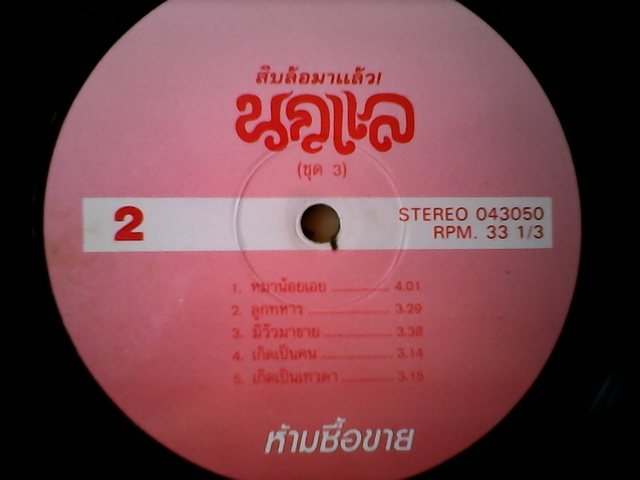 สิบล้อมาแล้ว!
นกแล
(ชุด 3)
2
STEREO 043050
RPM. 33 1/3
1. หมาน้อยเอย 4.01
2. ลูกทหาร 3.29
3. มีวัวมาขาย 3.38
4. เกิดเป็นคน 3.14
5. เกิดเป็นเทวดา 3.15
ห้ามซื้อขาย